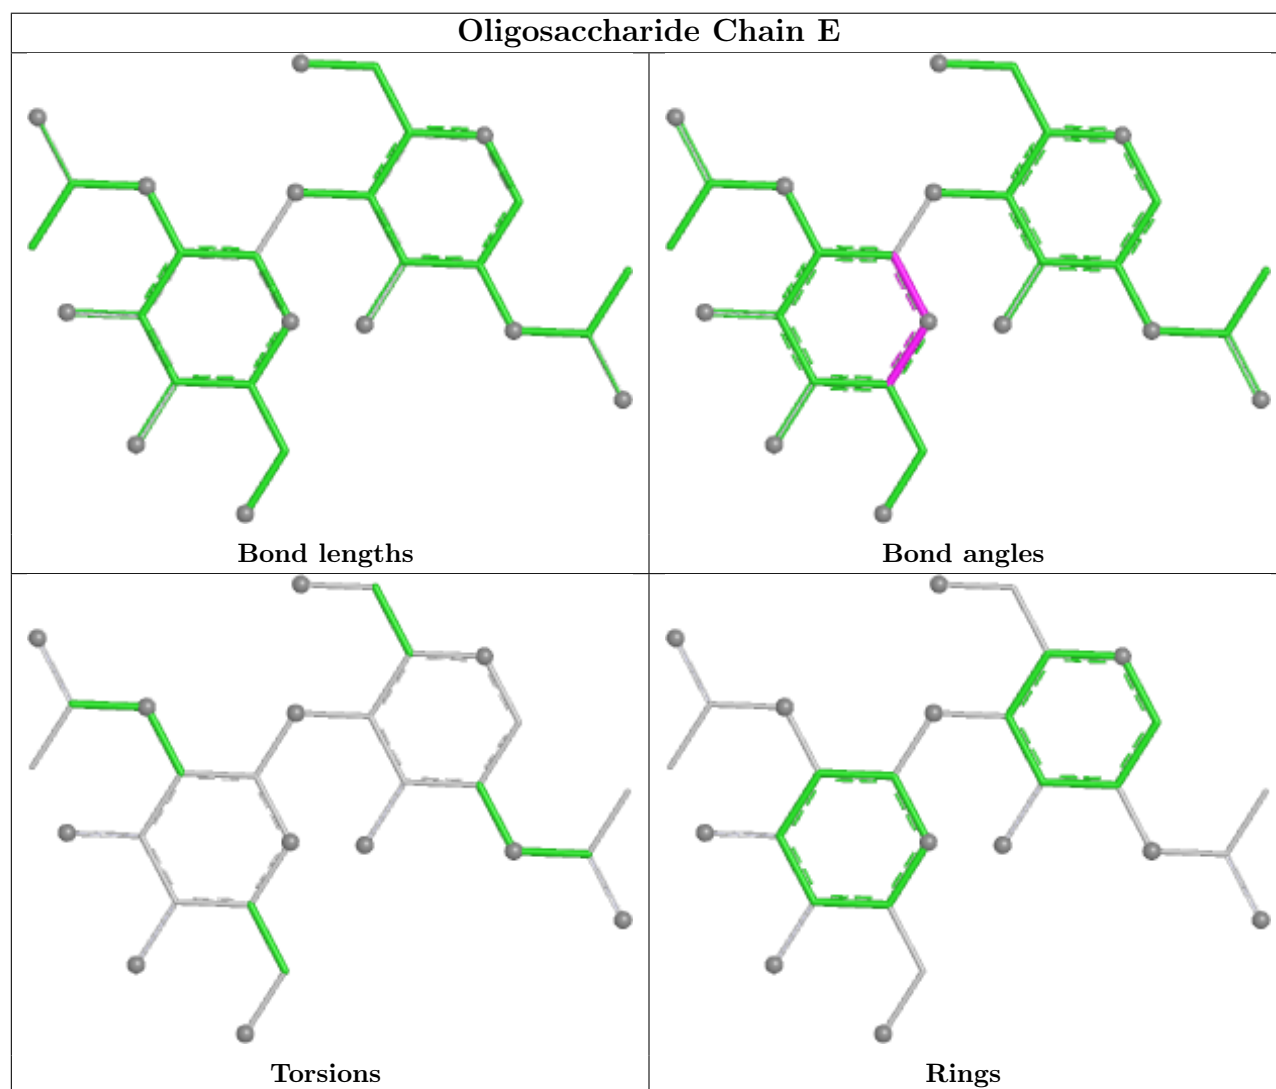 Oligosaccharide Chain E
Bond lengths
Bond angles
Torsions
Rings